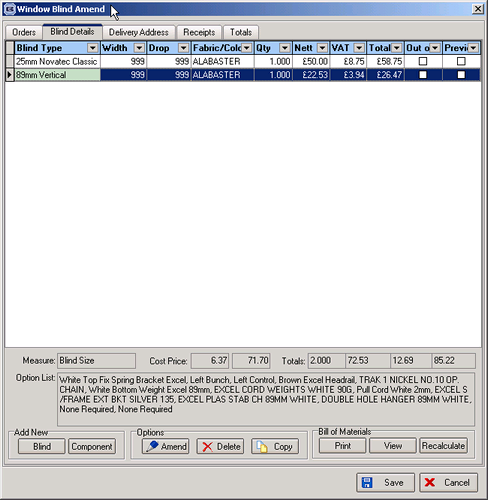 Window Blind Amend
Orders Blind Details Delivery Address Receipts Totals
Blind Type Width Drop Fabric/Colo Qty Nett VAT Total Out o Previ
25mm Novatec Classic 999 999 ALABASTER 1.000 £50.00 £8.75 £58.75
89mm Vertical 999 999 ALABASTER 1.000 £22.53 £3.94 £26.47
Measure: Blind Size Cost Price: 6.37 71.70 Totals: 2.000 72.53 12.69 85.22
Option List: White Top Fix Spring Bracket Excel, Left Bunch, Left Control, Brown Excel Headrail, TRAK 1 NICKEL NO.10 OP.
CHAIN, White Bottom Weight Excel 89mm, EXCEL CORD WEIGHTS WHITE 90G, Pull Cord White 2mm, EXCEL S
/FRAME EXT BKT SILVER 135, EXCEL PLAS STAB CH 89MM WHITE, DOUBLE HOLE HANGER 89MM WHITE,
None Required, None Required
Add New Options Bill of Materials
Blind Component Amend Delete Copy Print View Recalculate
Save Cancel